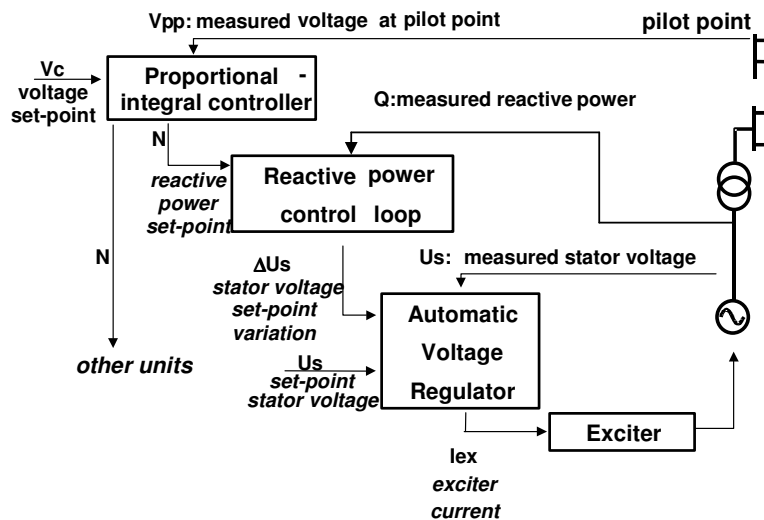 Vpp: measured voltage at pilot point
pilot point
Vc
voltage
set-point
Proportional -
integral controller
Q:measured reactive power
N
reactive
power
set-point
Reactive power
control loop
N
Us: measured stator voltage
ΔUs
stator voltage
set-point
variation
Automatic
Voltage
Regulator
other units
Us
set-point
stator voltage
Exciter
Iex
exciter
current